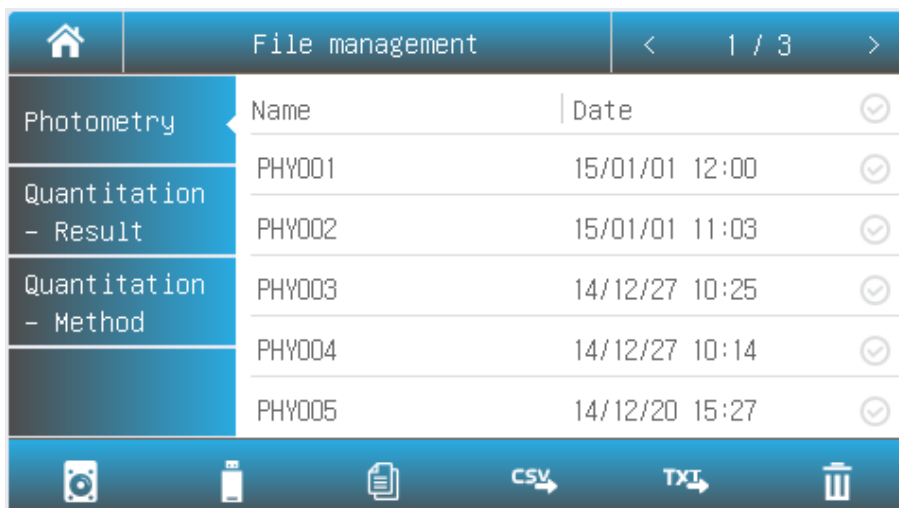 File management
< 1 / 3 >
Photometry
Quantitation
- Result
Quantitation
- Method
Name Date
PHY001 15/01/01 12:00
PHY002 15/01/01 11:03
PHY003 14/12/27 10:25
PHY004 14/12/27 10:14
PHY005 14/12/20 15:27
CSV TXT